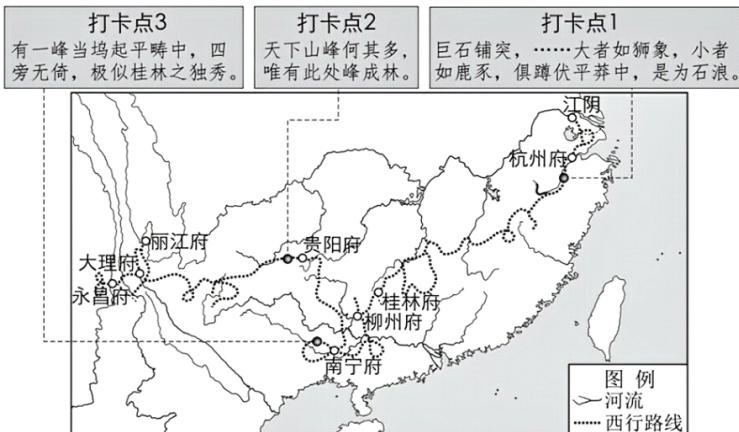 打卡点3
有一峰当坞起平畴中，四
旁无倚，极似桂林之独秀。
打卡点2
天下山峰何其多，
唯有此处峰成林。
打卡点1
巨石铺突，……大者如狮象，小者
如鹿豕，俱蹲伏平莽中，是为石浪。
江阴
杭州府
丽江府
贵阳府
大理府
永昌府
桂林府
柳州府
南宁府
图 例
河流
西行路线